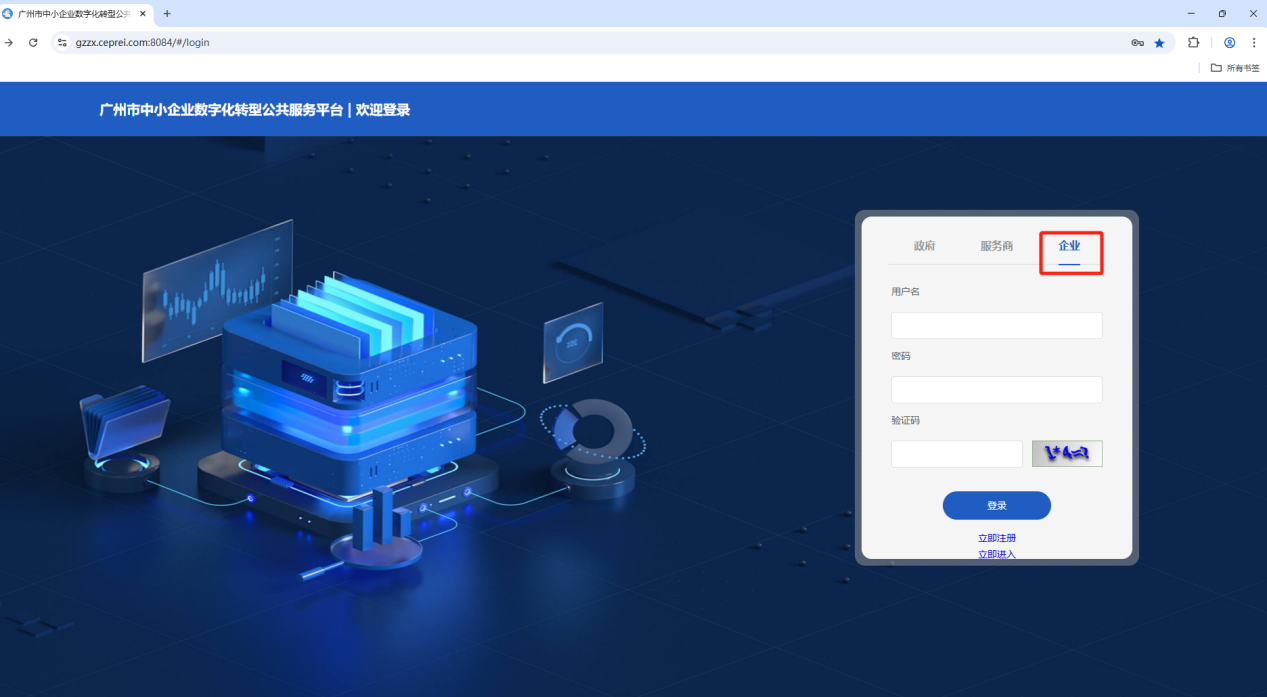 广州市中小企业数字化转型公共
gzzx.ceprei.com:8084/#/login
所有书签
广州市中小企业数字化转型公共服务平台 | 欢迎登录
政府 服务商 企业
用户名
密码
验证码
1*4=?
登录
立即注册
立即进入